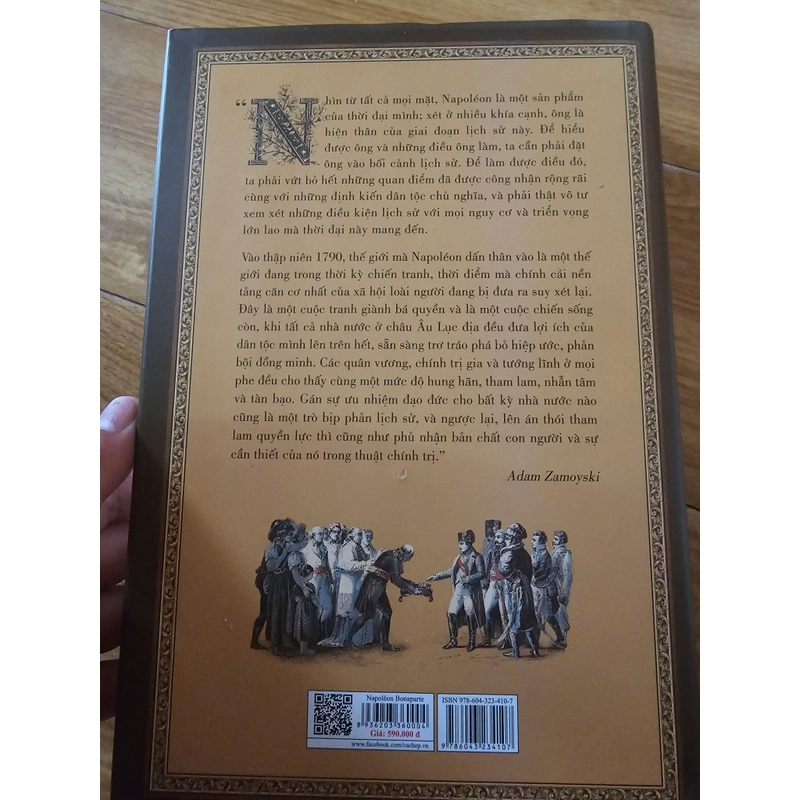 “Nhìn từ tất cả mọi mặt, Napoléon là một sản phẩm
của thời đại mình; xét ở nhiều khía cạnh, ông là
hiện thân của giai đoạn lịch sử này. Để hiểu
được ông và những điều ông làm, ta cần phải đặt
ông vào bối cảnh lịch sử. Để làm được điều đó,
ta phải vứt bỏ hết những quan điểm đã được công nhận rộng rãi
cùng với những định kiến dân tộc chủ nghĩa, và phải thật vô tư
xem xét những điều kiện lịch sử với mọi nguy cơ và triển vọng
lớn lao mà thời đại này mang đến.
Vào thập niên 1790, thế giới mà Napoléon dấn thân vào là một thế
giới đang trong thời kỳ chiến tranh, thời điểm mà chính cái nền
tảng căn cơ nhất của xã hội loài người đang bị đưa ra suy xét lại.
Đây là một cuộc tranh giành bá quyền và là một cuộc chiến sống
còn, khi tất cả nhà nước ở châu Âu Lục địa đều đưa lợi ích của
dân tộc mình lên trên hết, sẵn sàng trơ tráo phá bỏ hiệp ước, phản
bội đồng minh. Các quân vương, chính trị gia và tướng lĩnh ở mọi
phe đều cho thấy cùng một mức độ hung hãn, tham lam, nhẫn tâm
và tàn bạo. Gán sự ưu nhiệm đạo đức cho bất kỳ nhà nước nào
cũng là một trò bịp phản lịch sử, và ngược lại, lên án thói tham
lam quyền lực thì cũng như phủ nhận bản chất con người và sự
cần thiết của nó trong thuật chính trị.”
Adam Zamoyski
Napoléon Bonaparte
8 936203 360004
Giá: 590.000 đ
www.facebook.com/cachep.vn
ISBN 978-604-323-410-7
9 786043 234107